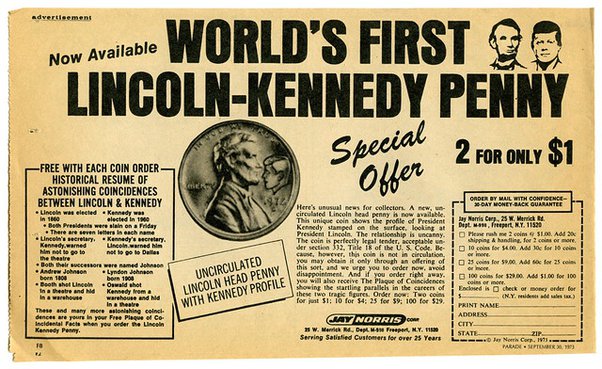 advertisement
Now Available
WORLD'S FIRST
LINCOLN-KENNEDY PENNY
Special
Offer
2 FOR ONLY $1
FREE WITH EACH COIN ORDER
HISTORICAL RESUME OF
ASTONISHING COINCIDENCES
BETWEEN LINCOLN & KENNEDY
• Lincoln was elected in 1860
• Kennedy was elected in 1960
• Both Presidents were slain on a Friday
• There are seven letters in each name
• Lincoln's secretary, Kennedy, warned him not to go to the theatre
• Kennedy's secretary, Lincoln, warned him not to go to Dallas
• Both their successors were named Johnson
• Andrew Johnson born 1808
• Lyndon Johnson born 1908
• Booth shot Lincoln in a theatre and hid in a warehouse
• Oswald shot Kennedy from a warehouse and hid in a theatre
These and many more astonishing coinci-
dences are yours in Your Free Plaque of Co-
incidental Facts when you order the Lincoln
Kennedy Penny.
IN GOD WE
LIBERTY
UNCIRCULATED
LINCOLN HEAD PENNY
WITH KENNEDY PROFILE
Here's unusual news for collectors. A new, un-
circulated Lincoln head penny is now available.
This unique coin shows the profile of President
Kennedy stamped on the surface, looking at
President Lincoln. The relationship is uncanny.
The coin is perfectly legal tender, acceptable un-
der section 332, Title 18 of the U. S. Code. Be-
cause, however, this coin is not in circulation,
you may obtain it only through an offering of
this sort, and we urge you to order now, avoid
disappointment. And if you order right away,
you will also receive The Plaque of Coincidences
showing the startling parallels in the careers of
these two tragic figures. Order now: Two coins
for just $1; 10 for $4; 25 for $9; 100 for $29.
JAY NORRIS CORP.
25 W. Merrick Rd., Dept. M-916 Freeport, N.Y. 11520
Serving Satisfied Customers for over 25 Years
ORDER BY MAIL WITH CONFIDENCE—
30-DAY MONEY-BACK GUARANTEE
Jay Norris Corp., 25 W. Merrick Rd.
Dept. M-916 , Freeport, N.Y. 11520
Please rush me 2 coins @ $1.00. Add 20c
shipping & handling, for 2 coins or more.
10 coins for $4.00. Add 30c for 10 coins
or more.
25 coins for $9.00. Add 50c for 25 coins
or more.
100 coins for $29.00. Add $1.00 for 100
coins or more.
Enclosed is check or money order for
$ (N.Y. residents add sales tax.)
PRINT NAME
ADDRESS
CITY
STATE ZIP
© Jay Norris Corp., 1973
PARADE • SEPTEMBER 30, 1973
F8